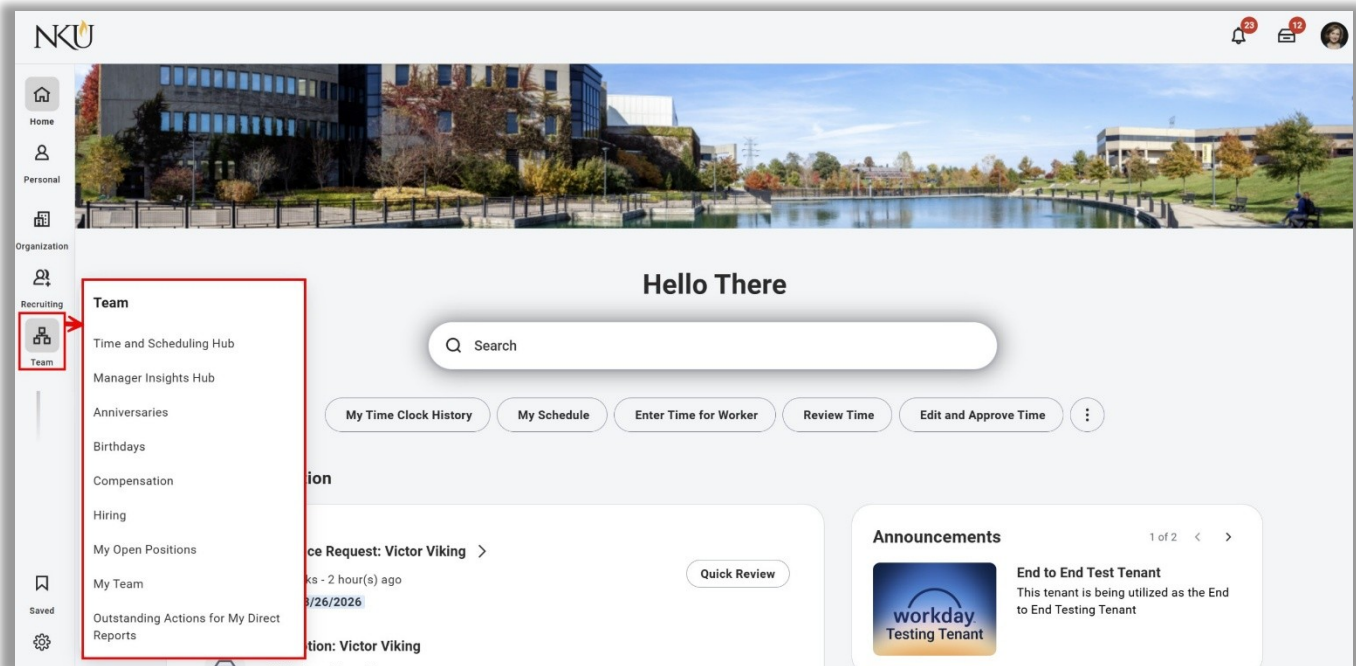 NKU
23
12
Home
Personal
Organization
Recruiting
Team
Saved
Team
Time and Scheduling Hub
Manager Insights Hub
Anniversaries
Birthdays
Compensation
Hiring
My Open Positions
My Team
Outstanding Actions for My Direct
Reports
Hello There
Search
My Time Clock History
My Schedule
Enter Time for Worker
Review Time
Edit and Approve Time
ion
ce Request: Victor Viking
ks - 2 hour(s) ago
/26/2026
Quick Review
tion: Victor Viking
Announcements
1 of 2
workday.
Testing Tenant
End to End Test Tenant
This tenant is being utilized as the End
to End Testing Tenant